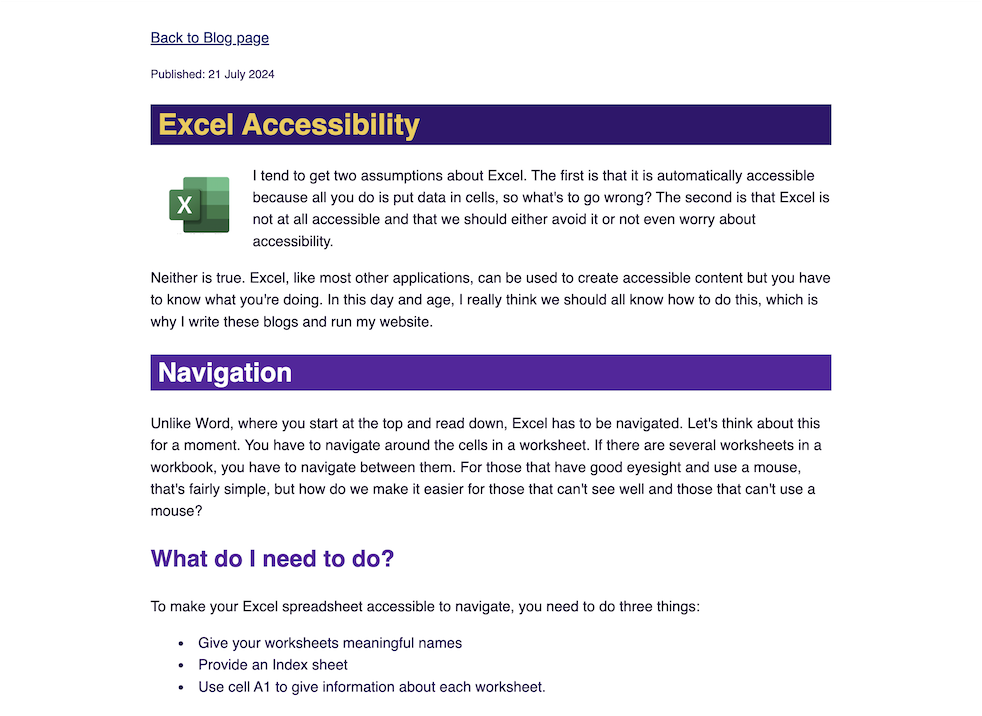 Back to Blog page
Published: 21 July 2024
Excel Accessibility
X
I tend to get two assumptions about Excel. The first is that it is automatically accessible
because all you do is put data in cells, so what's to go wrong? The second is that Excel is
not at all accessible and that we should either avoid it or not even worry about
accessibility.
Neither is true. Excel, like most other applications, can be used to create accessible content but you have
to know what you're doing. In this day and age, I really think we should all know how to do this, which is
why I write these blogs and run my website.
Navigation
Unlike Word, where you start at the top and read down, Excel has to be navigated. Let's think about this
for a moment. You have to navigate around the cells in a worksheet. If there are several worksheets in a
workbook, you have to navigate between them. For those that have good eyesight and use a mouse,
that's fairly simple, but how do we make it easier for those that can't see well and those that can't use a
mouse?
What do I need to do?
To make your Excel spreadsheet accessible to navigate, you need to do three things:
• Give your worksheets meaningful names
• Provide an Index sheet
• Use cell A1 to give information about each worksheet.